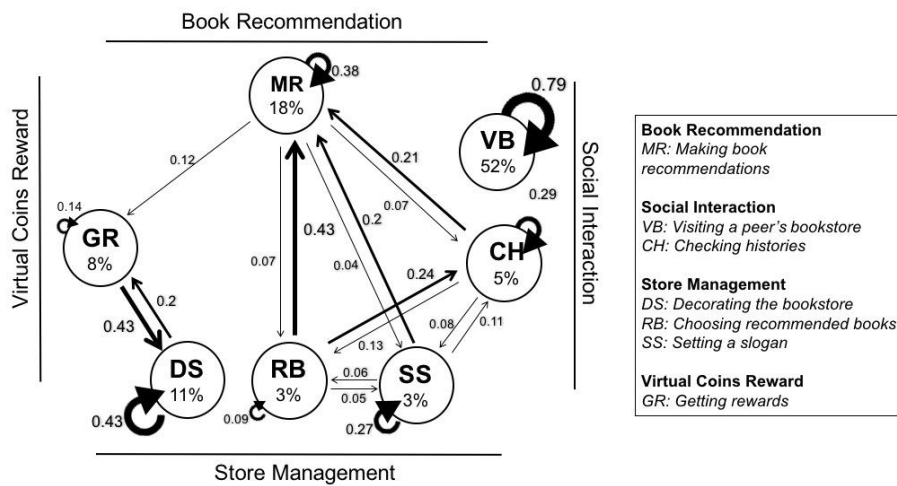 Book Recommendation
Virtual Coins Reward
Social Interaction
Store Management
MR
18%
0.38
VB
52%
0.79
0.29
CH
5%
0.21
0.07
0.12
0.14
GR
8%
0.2
0.43
DS
11%
0.43
0.07
0.43
0.04
0.2
0.24
0.13
0.08
0.11
RB
3%
0.09
0.06
0.05
SS
3%
0.27
Book Recommendation
MR: Making book
recommendations
Social Interaction
VB: Visiting a peer's bookstore
CH: Checking histories
Store Management
DS: Decorating the bookstore
RB: Choosing recommended books
SS: Setting a slogan
Virtual Coins Reward
GR: Getting rewards